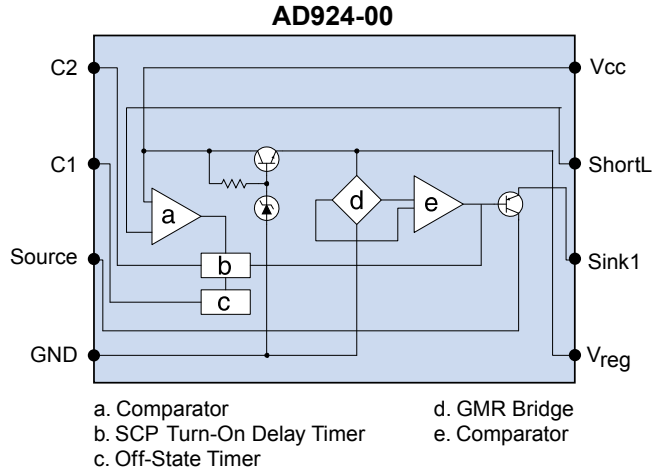 AD924-00
C2
Vcc
C1
ShortL
a
d
e
Source
b
Sink1
c
GND
Vreg
a. Comparator
b. SCP Turn-On Delay Timer
c. Off-State Timer
d. GMR Bridge
e. Comparator